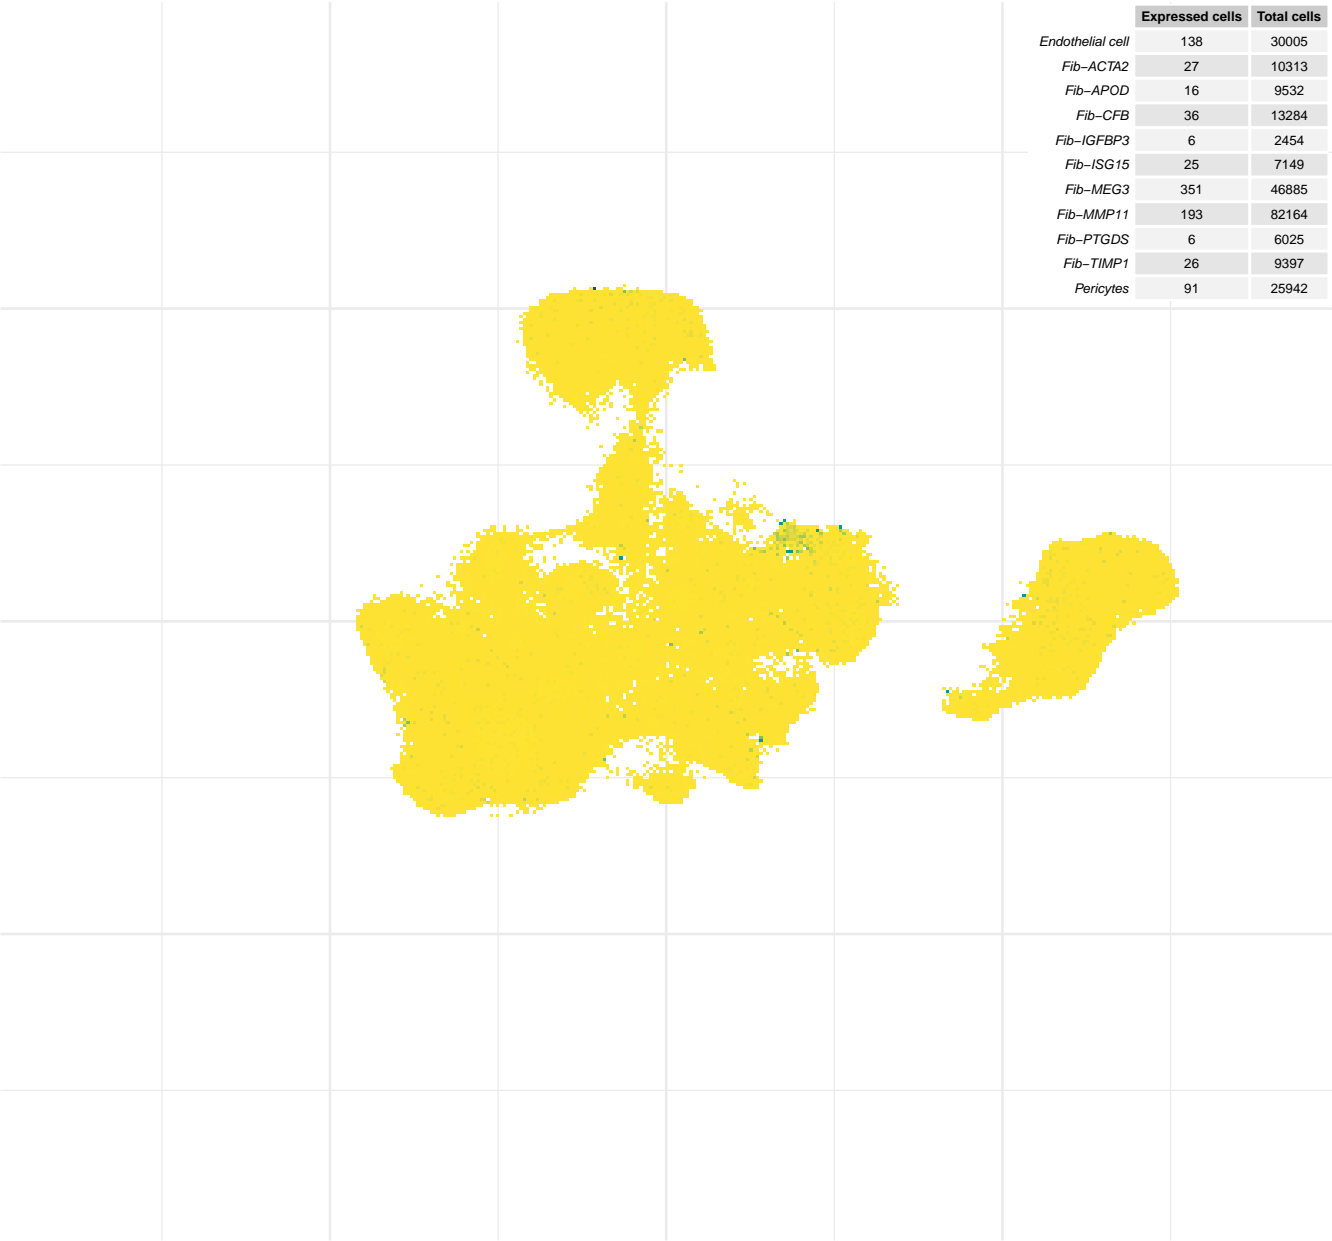 Expressed cells Total cells
Endothelial cell 138 30005
Fib−ACTA2 27 10313
Fib−APOD 16 9532
Fib−CFB 36 13284
Fib−IGFBP3 6 2454
Fib−ISG15 25 7149
Fib−MEG3 351 46885
Fib−MMP11 193 82164
Fib−PTGDS 6 6025
Fib−TIMP1 26 9397
Pericytes 91 25942